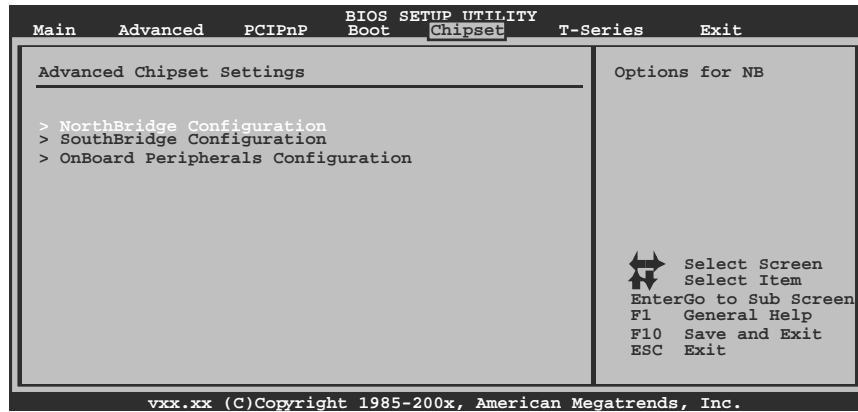 BIOS SETUP UTILITY
Main Advanced PCIPnP Boot Chipset T-Series Exit
Advanced Chipset Settings
> NorthBridge Configuration
> SouthBridge Configuration
> OnBoard Peripherals Configuration
Options for NB
Select Screen
Select Item
EnterGo to Sub Screen
F1 General Help
F10 Save and Exit
ESC Exit
vxx.xx (C)Copyright 1985-200x, American Megatrends, Inc.